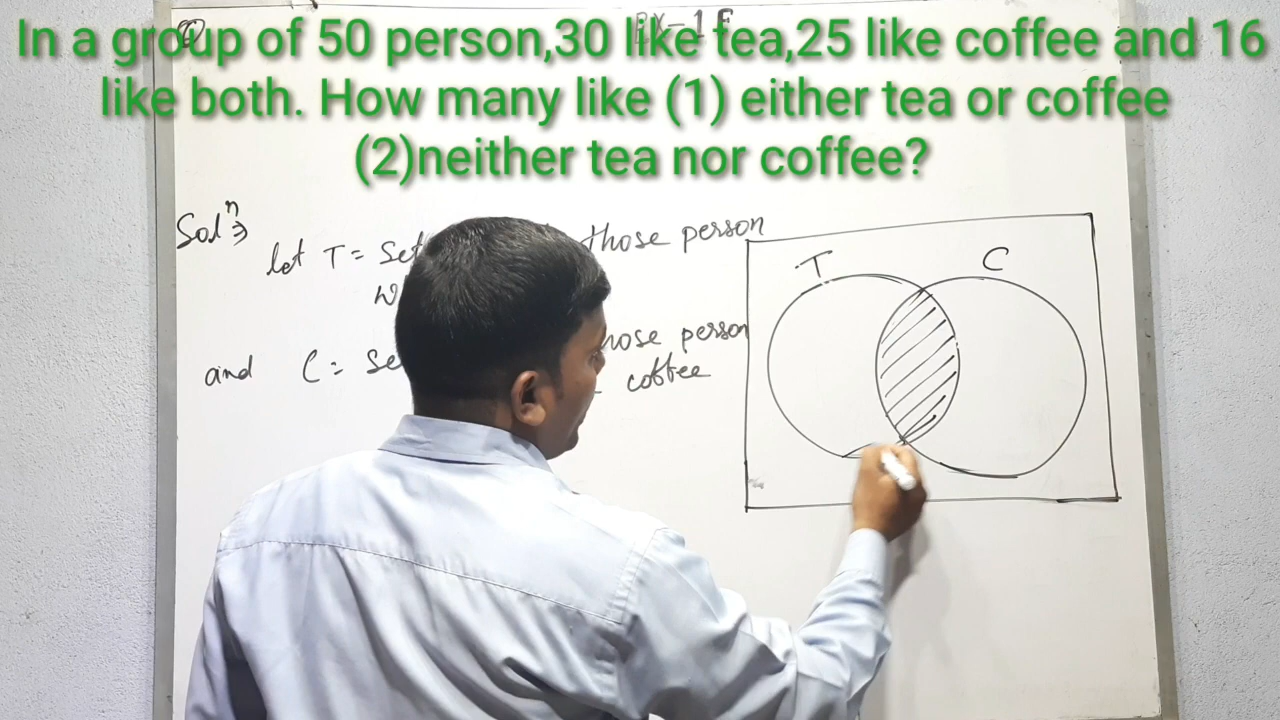 In a group of 50 person,30 like tea,25 like coffee and 16
like both. How many like (1) either tea or coffee
(2)neither tea nor coffee?
Solⁿ⇒
let T = Set those person
and C = Se hose person
coffee
T
C